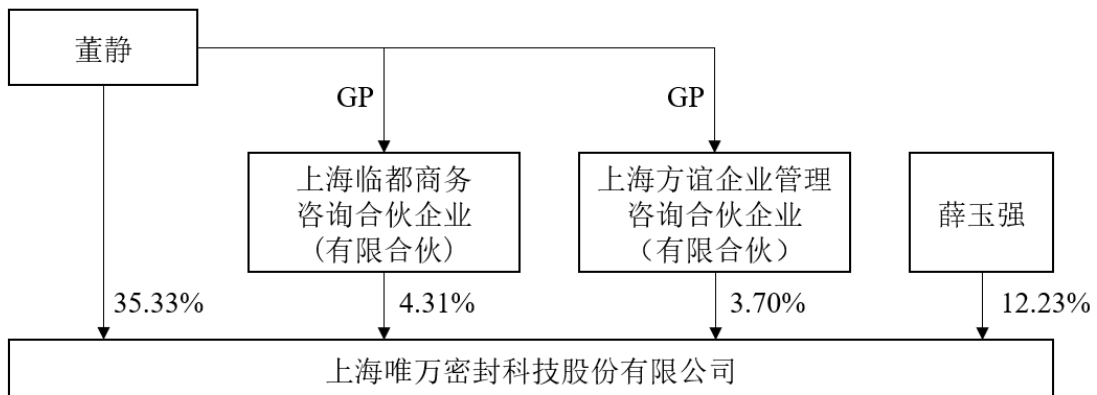 董静
GP
GP
上海临都商务
咨询合伙企业
(有限合伙)
上海方谊企业管理
咨询合伙企业
（有限合伙）
薛玉强
35.33%
4.31%
3.70%
12.23%
上海唯万密封科技股份有限公司